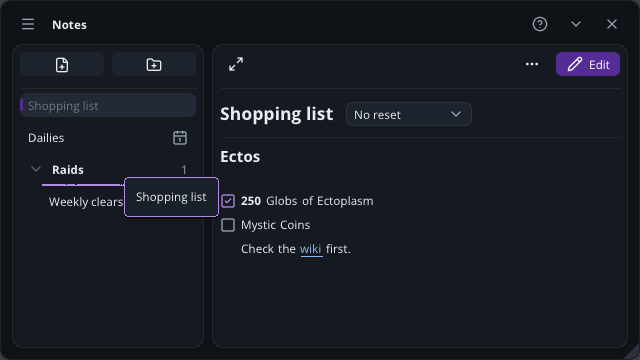 Notes
Edit
Shopping list
Dailies
Raids 1
Weekly clears
Shopping list
Shopping list No reset
Ectos
250 Globs of Ectoplasm
Mystic Coins
Check the wiki first.